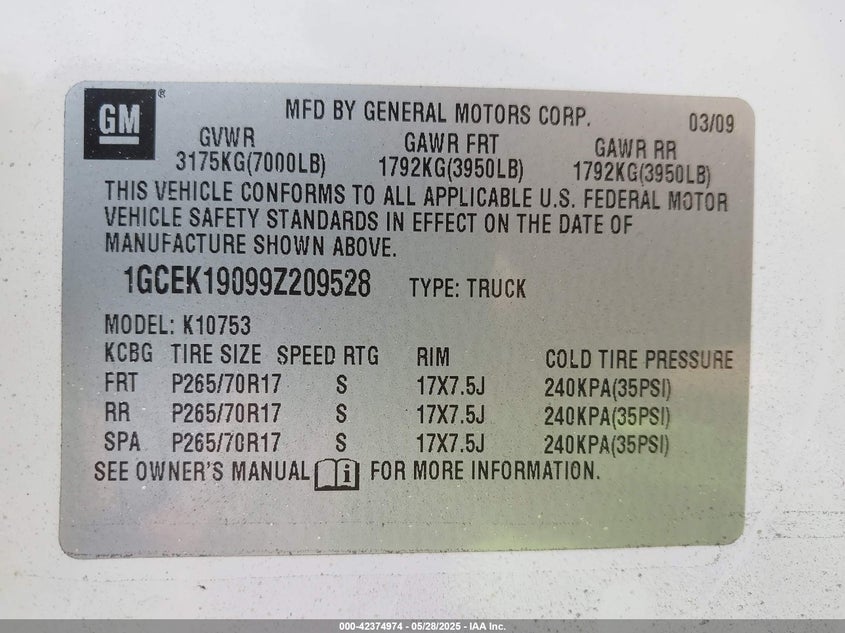 GM ®
MFD BY GENERAL MOTORS CORP. 03/09
GVWR GAWR FRT GAWR RR
3175KG(7000LB) 1792KG(3950LB) 1792KG(3950LB)
THIS VEHICLE CONFORMS TO ALL APPLICABLE U.S. FEDERAL MOTOR
VEHICLE SAFETY STANDARDS IN EFFECT ON THE DATE OF
MANUFACTURE SHOWN ABOVE.
1GCEK19099Z209528 TYPE: TRUCK
MODEL: K10753
KCBG TIRE SIZE SPEED RTG RIM COLD TIRE PRESSURE
FRT P265/70R17 S 17X7.5J 240KPA(35PSI)
RR P265/70R17 S 17X7.5J 240KPA(35PSI)
SPA P265/70R17 S 17X7.5J 240KPA(35PSI)
SEE OWNER'S MANUAL i FOR MORE INFORMATION.
000-42374974 / 05/28/2025 - IAA Inc.